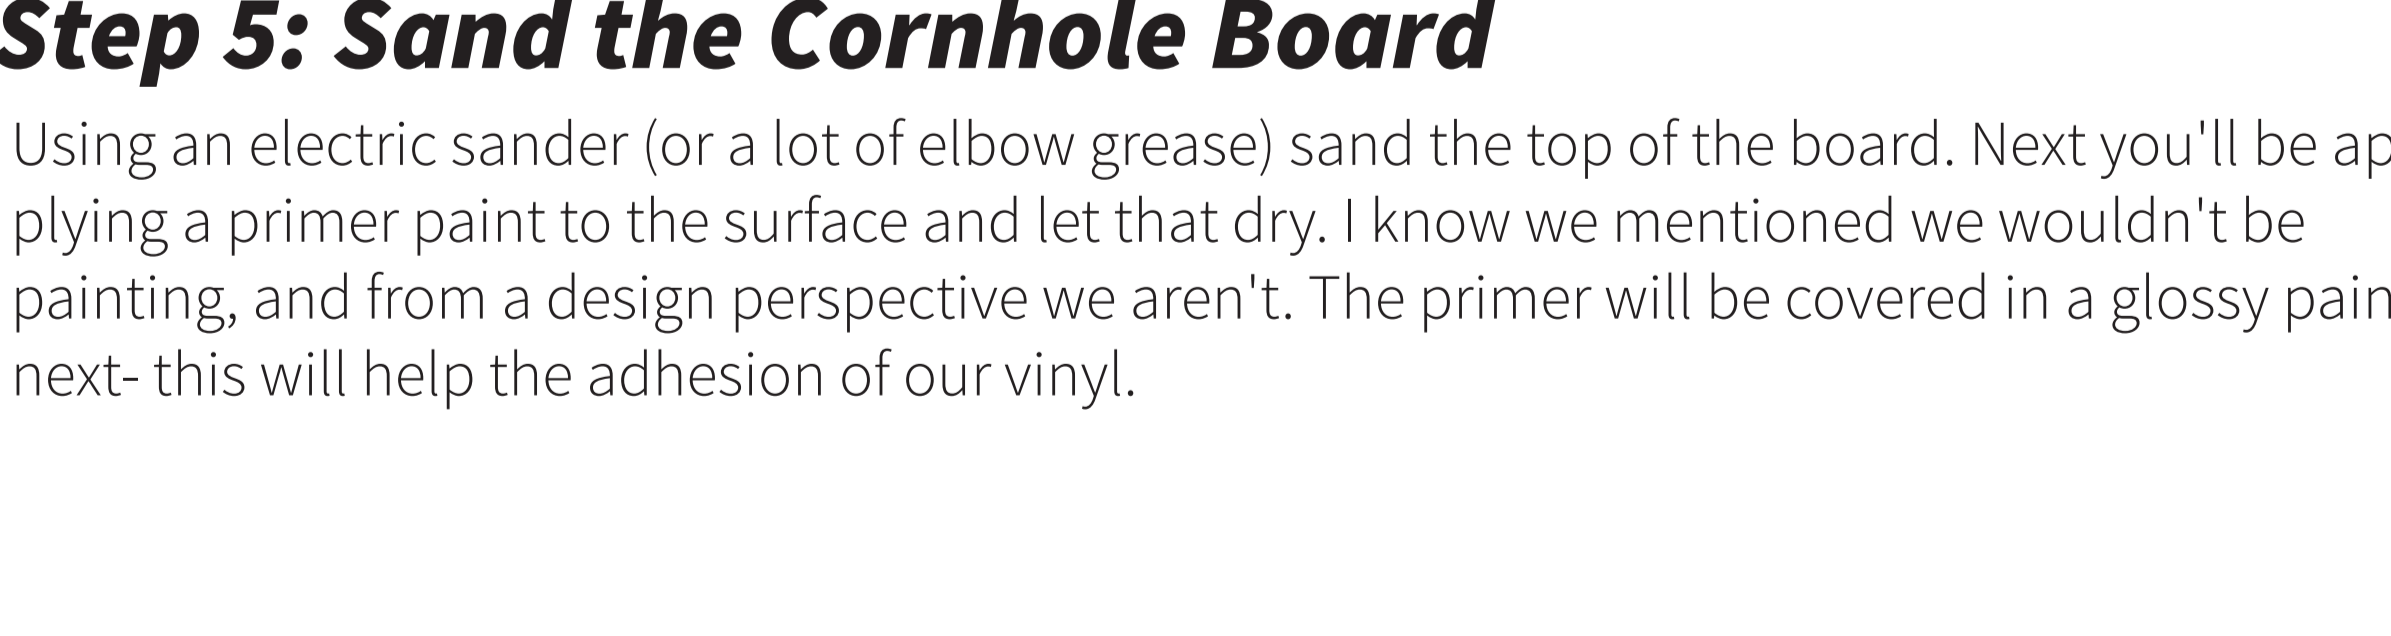 Step 5: Sand the Cornhole Board
Using an electric sander (or a lot of elbow grease) sand the top of the board. Next you'll be ap
plying a primer paint to the surface and let that dry. I know we mentioned we wouldn't be
painting, and from a design perspective we aren't. The primer will be covered in a glossy pain
next- this will help the adhesion of our vinyl.